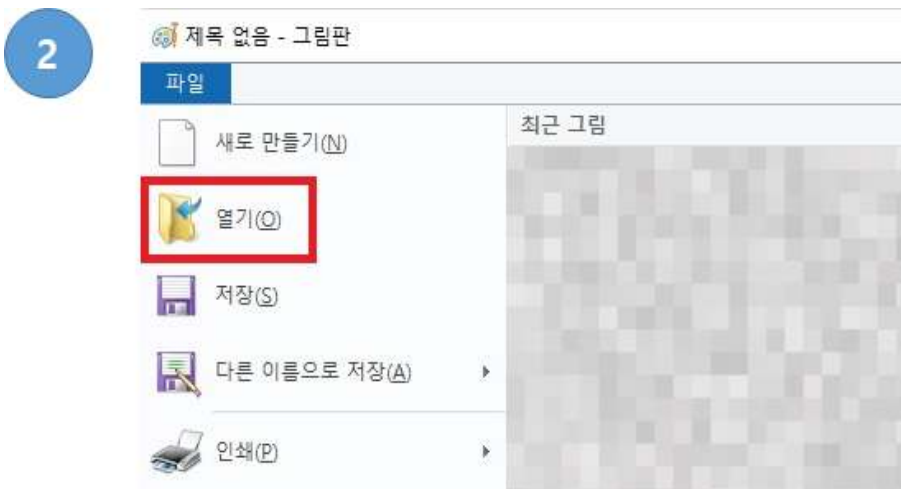 2
제목 없음 - 그림판
파일
최근 그림
새로 만들기(N)
열기(O)
저장(S)
다른 이름으로 저장(A)
인쇄(P)